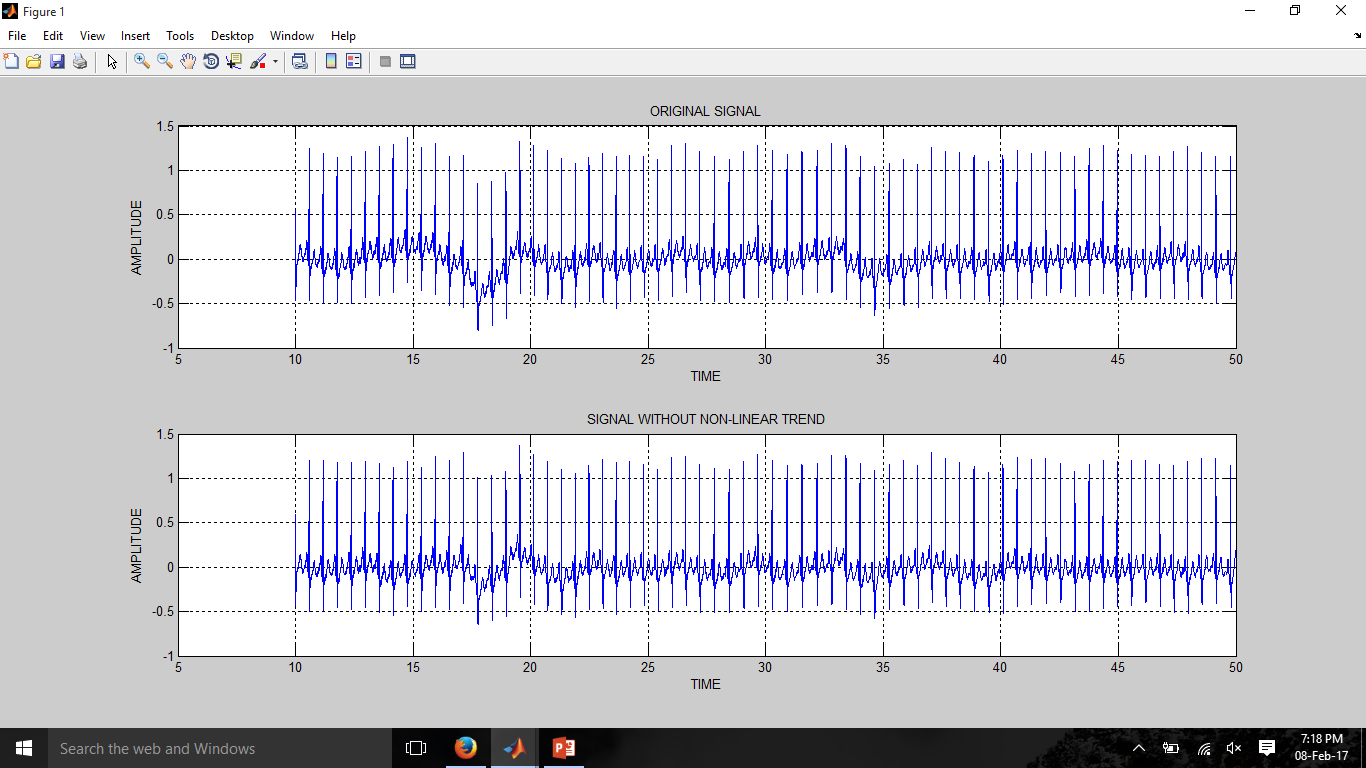 Figure 1
File Edit View Insert Tools Desktop Window Help
ORIGINAL SIGNAL
1.5
1
0.5
0
-0.5
-1
AMPLITUDE
5 10 15 20 25 30 35 40 45 50
TIME
SIGNAL WITHOUT NON-LINEAR TREND
1.5
1
0.5
0
-0.5
-1
AMPLITUDE
5 10 15 20 25 30 35 40 45 50
TIME
Search the web and Windows
7:18 PM
08-Feb-17